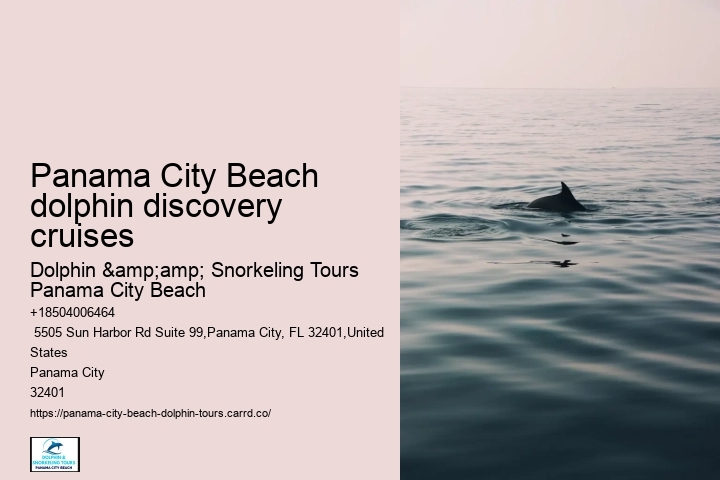 Panama City Beach
dolphin discovery
cruises
Dolphin &amp;amp; Snorkeling Tours
Panama City Beach
+18504006464
5505 Sun Harbor Rd Suite 99,Panama City, FL 32401,United
States
Panama City
32401
https://panama-city-beach-dolphin-tours.carrd.co/
DOLPHIN &
SNORKELING TOURS
PANAMA CITY BEACH